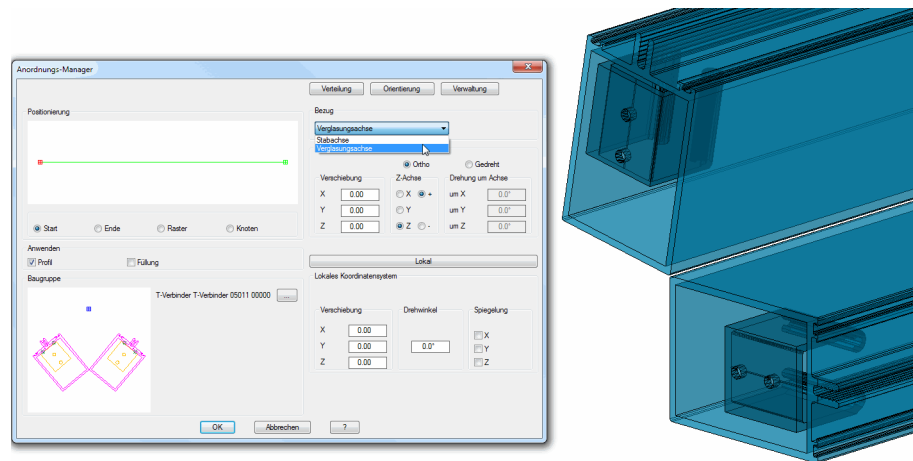 Anordnungs-Manager
Verteilung Orientierung Verwaltung
Positionierung
Bezug
Verglasungsachse
Stabachse
Verglasungsachse
Ortho Gedreht
Verschiebung Z-Achse Drehung um Achse
X 0.00 X + um X 0.0°
Y 0.00 Y um Y 0.0°
Z 0.00 Z - um Z 0.0°
Start Ende Raster Knoten
Anwenden
Profil Füllung
Lokal
Baugruppe
Lokales Koordinatensystem
T-Verbinder T-Verbinder 05011 00000 ...
Verschiebung Drehwinkel Spiegelung
X 0.00 X
Y 0.00 0.0° Y
Z 0.00 Z
OK Abbrechen ?